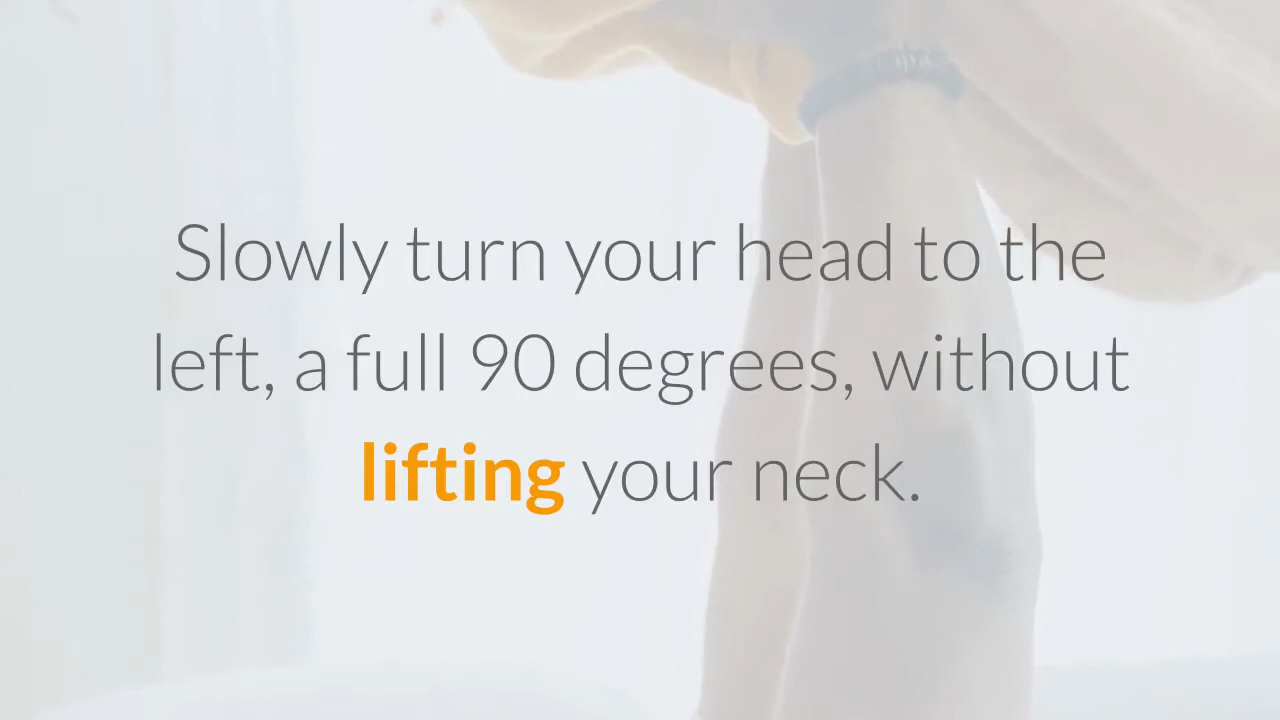 Slowly turn your head to the
left, a full 90 degrees, without
lifting your neck.